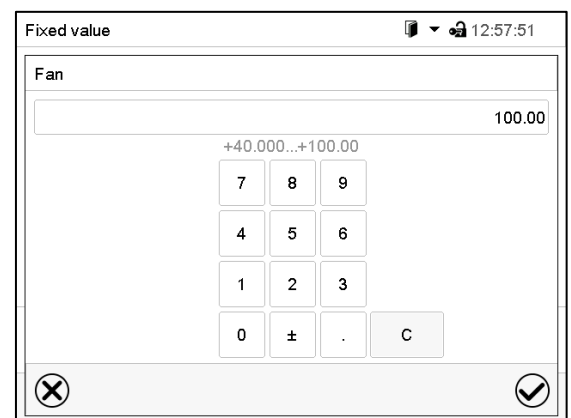 Fixed value 12:57:51
Fan
100.00
+40.000...+100.00
7 8 9
4 5 6
1 2 3
0 ± . C